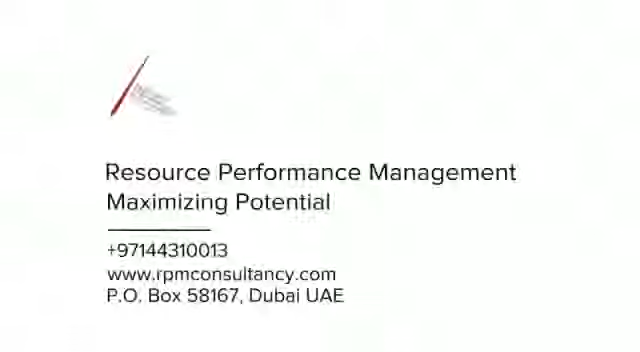 Resource Performance Management
Maximizing Potential
+97144310013
www.rpmconsultancy.com
P.O. Box 58167, Dubai UAE